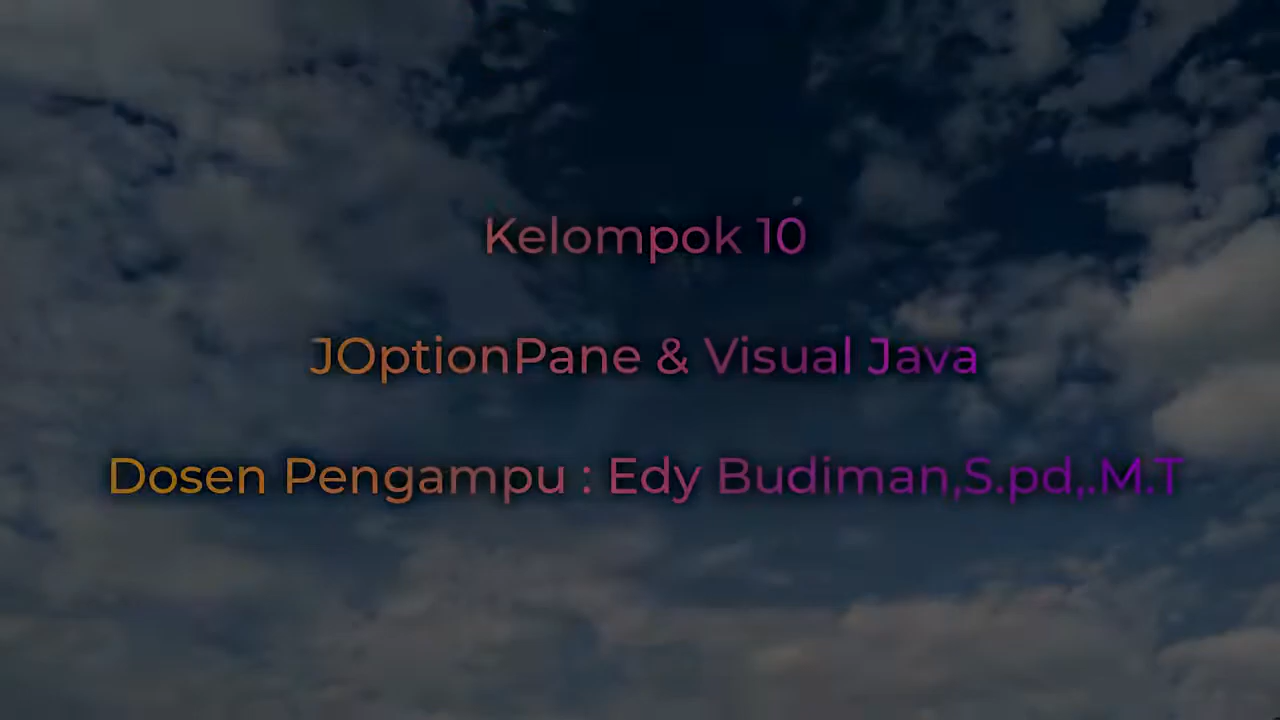 Kelompok 10
JOptionPane & Visual Java
Dosen Pengampu : Edy Budiman,S.pd,.M.T